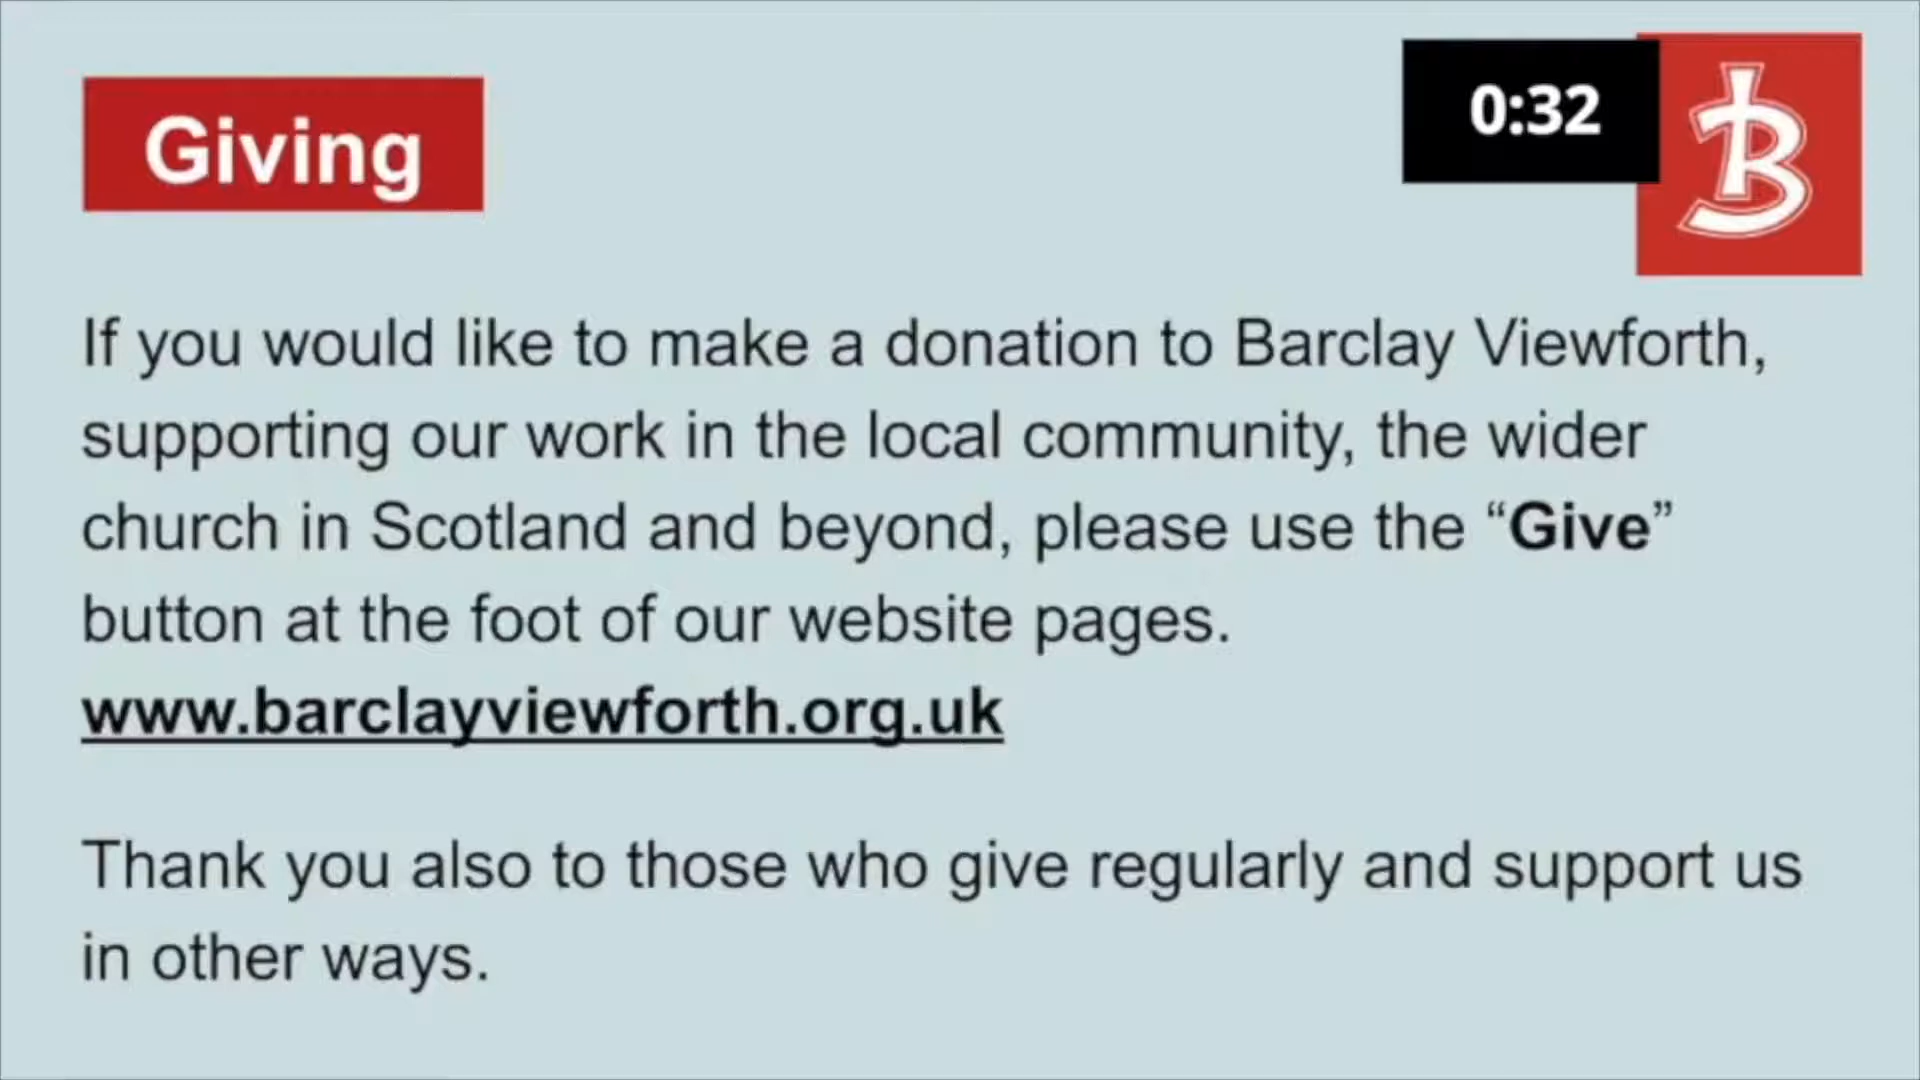 Giving
0:32
B
If you would like to make a donation to Barclay Viewforth,
supporting our work in the local community, the wider
church in Scotland and beyond, please use the “Give”
button at the foot of our website pages.
www.barclayviewforth.org.uk
Thank you also to those who give regularly and support us
in other ways.